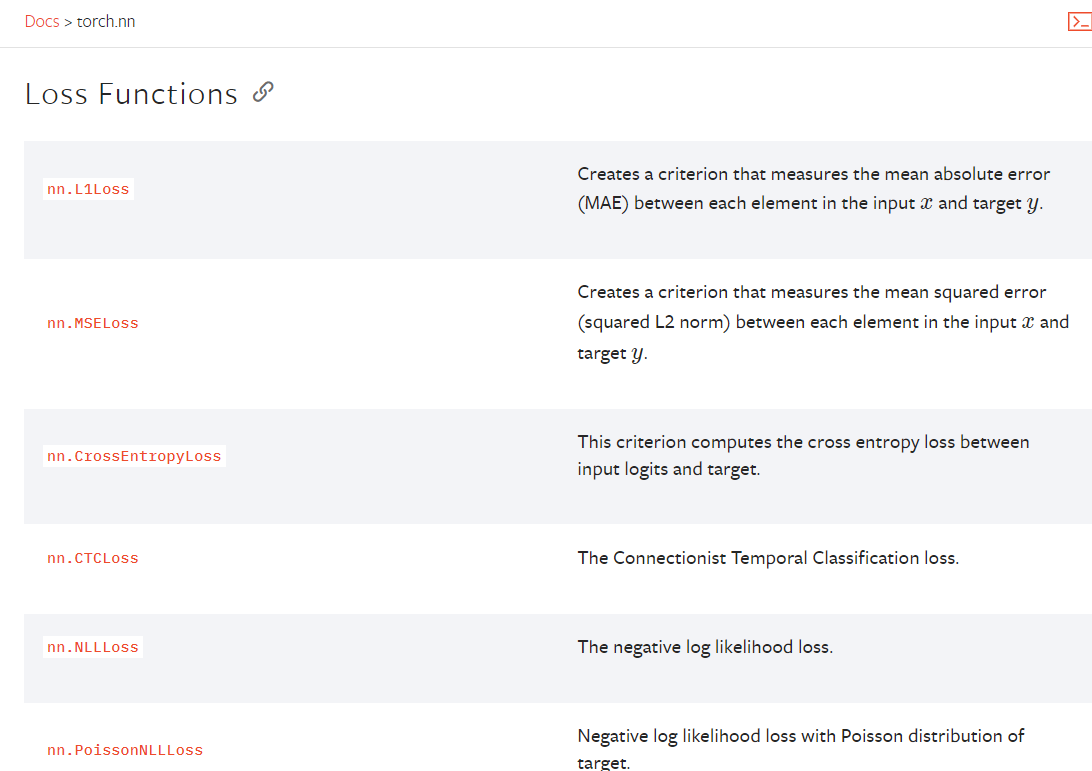 Docs > torch.nn
>_
Loss Functions
nn.L1Loss
Creates a criterion that measures the mean absolute error
(MAE) between each element in the input x and target y.
nn.MSELoss
Creates a criterion that measures the mean squared error
(squared L2 norm) between each element in the input x and
target y.
nn.CrossEntropyLoss
This criterion computes the cross entropy loss between
input logits and target.
nn.CTCLoss
The Connectionist Temporal Classification loss.
nn.NLLLoss
The negative log likelihood loss.
nn.PoissonNLLLoss
Negative log likelihood loss with Poisson distribution of
target.